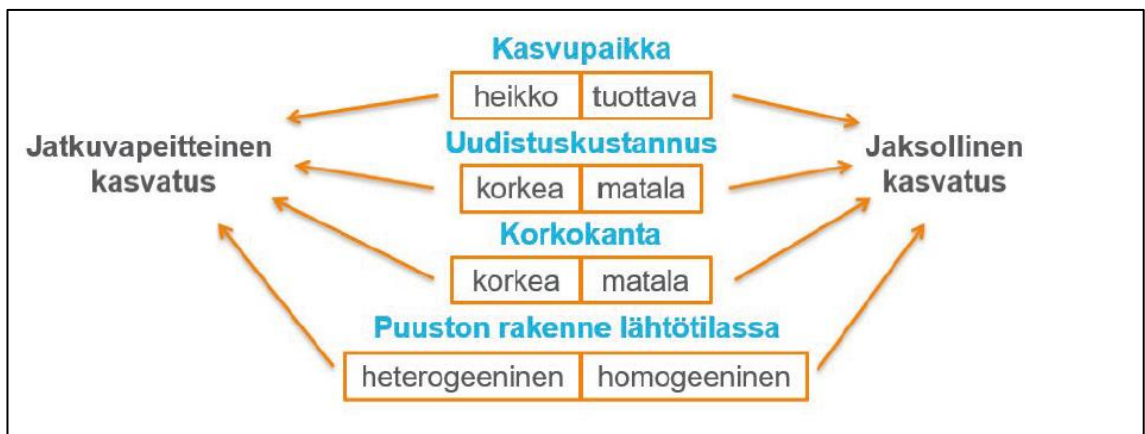 Kasvupaikka
heikko tuottava
Jatkuvapeitteinen
kasvatus
Uudistuskustannus
korkea matala
Jaksollinen
kasvatus
Korkokanta
korkea matala
Puuston rakenne lähtötilassa
heterogeeninen homogeeninen